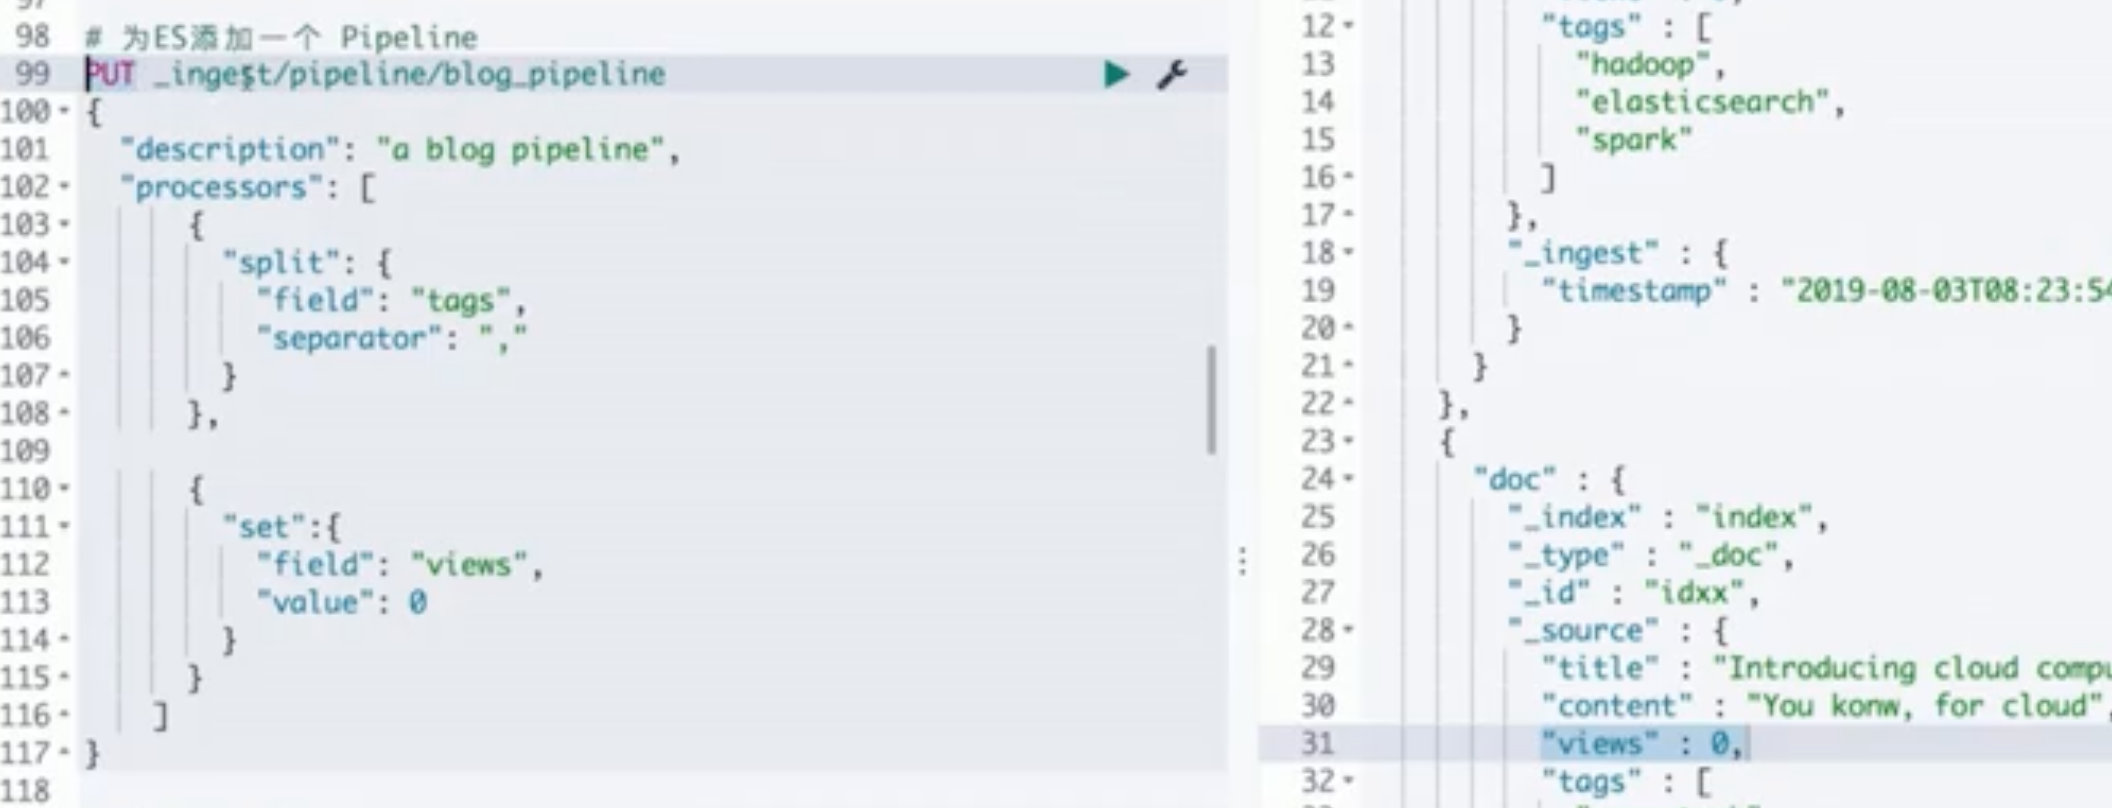 98 # 为ES添加一个 Pipeline
99 PUT _ingest/pipeline/blog_pipeline
100 {
101 "description": "a blog pipeline",
102 "processors": [
103 {
104 "split": {
105 "field": "tags",
106 "separator": ","
107 }
108 },
109
110 {
111 "set":{
112 "field": "views",
113 "value": 0
114 }
115 }
116 ]
117 }
118
12 "tags" : [
13 "hadoop",
14 "elasticsearch",
15 "spark"
16 ]
17 },
18 "_ingest" : {
19 "timestamp" : "2019-08-03T08:23:54
20 }
21 }
22 },
23 {
24 "doc" : {
25 "_index" : "index",
26 "_type" : "_doc",
27 "_id" : "idxx",
28 "_source" : {
29 "title" : "Introducing cloud compu
30 "content" : "You konw, for cloud",
31 "views" : 0,
32 "tags" : [